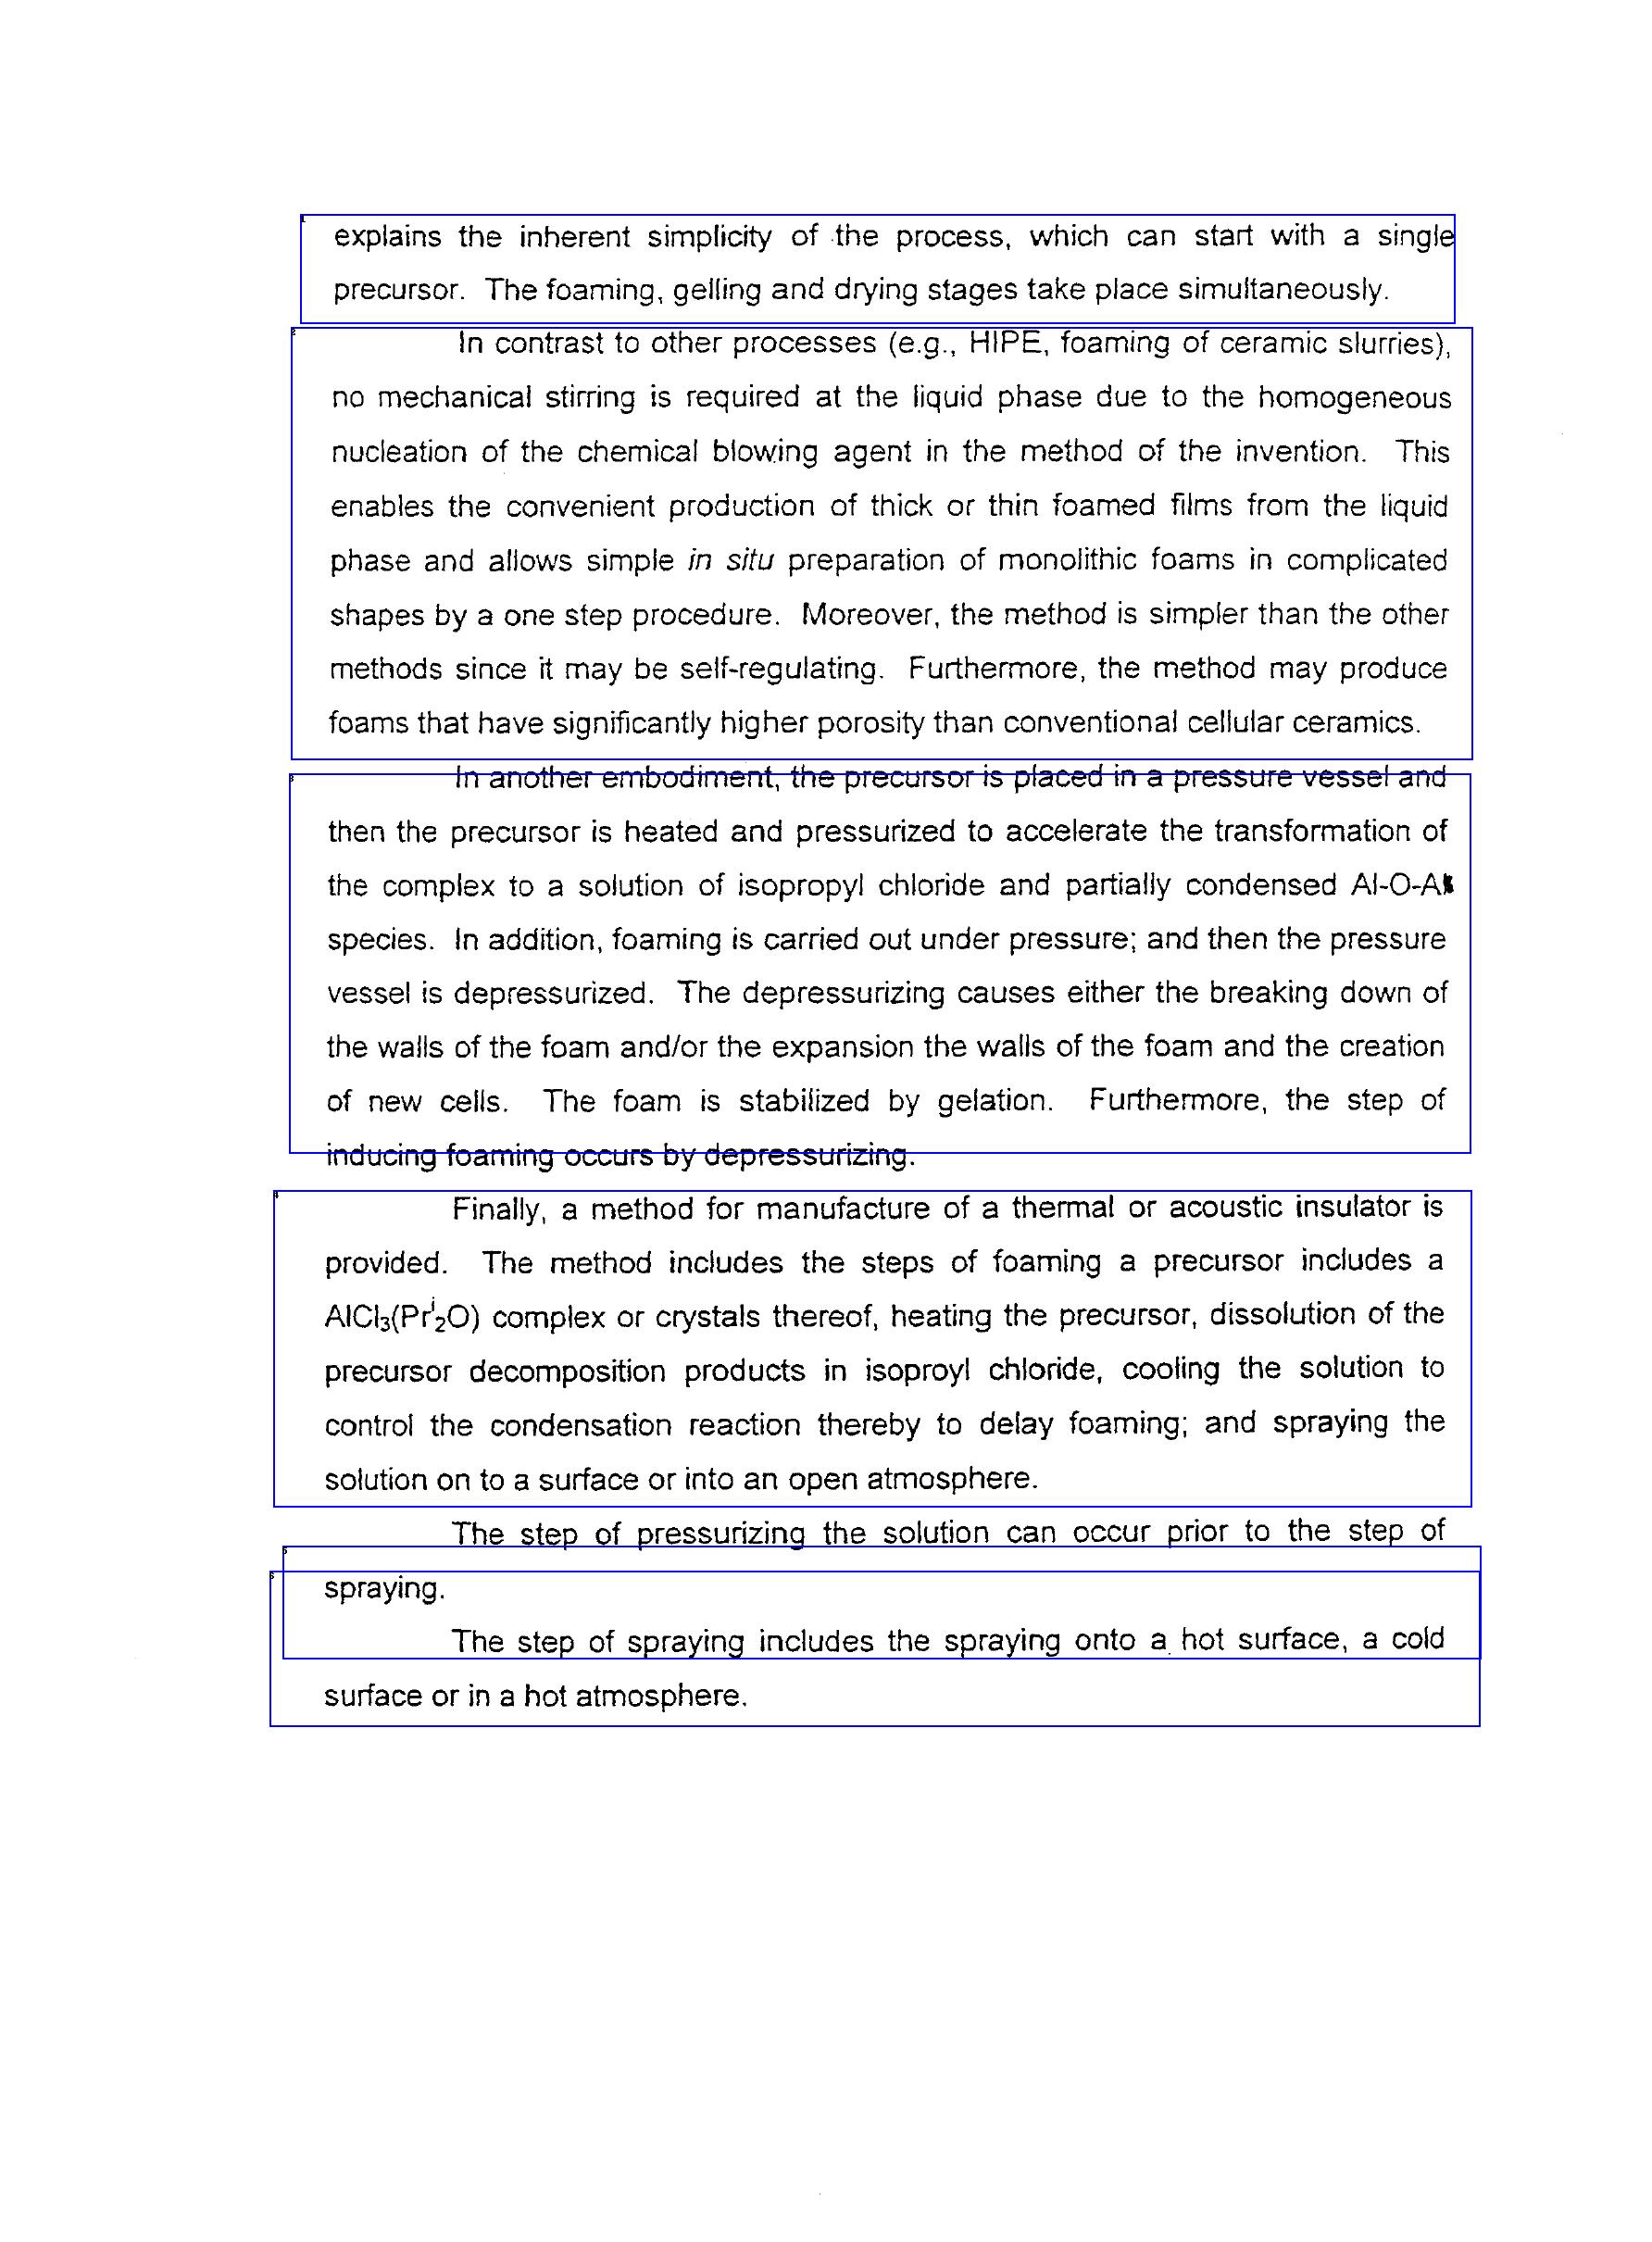 explains the inherent simplicity of the process, which can start with a single
precursor. The foaming, gelling and drying stages take place simultaneously.
In contrast to other processes (e.g., HIPE, foaming of ceramic slurries),
no mechanical stirring is required at the liquid phase due to the homogeneous
nucleation of the chemical blowing agent in the method of the invention. This
enables the convenient production of thick or thin foamed films from the liquid
phase and allows simple in situ preparation of monolithic foams in complicated
shapes by a one step procedure. Moreover, the method is simpler than the other
methods since it may be self-regulating. Furthermore, the method may produce
foams that have significantly higher porosity than conventional cellular ceramics.
In another embodiment, the precursor is placed in a pressure vessel and
then the precursor is heated and pressurized to accelerate the transformation of
the complex to a solution of isopropyl chloride and partially condensed Al-O-Al
species. In addition, foaming is carried out under pressure; and then the pressure
vessel is depressurized. The depressurizing causes either the breaking down of
the walls of the foam and/or the expansion the walls of the foam and the creation
of new cells. The foam is stabilized by gelation. Furthermore, the step of
inducing foaming occurs by depressurizing.
Finally, a method for manufacture of a thermal or acoustic insulator is
provided. The method includes the steps of foaming a precursor includes a
AlCl₃(Prⁱ₂O) complex or crystals thereof, heating the precursor, dissolution of the
precursor decomposition products in isoproyl chloride, cooling the solution to
control the condensation reaction thereby to delay foaming; and spraying the
solution on to a surface or into an open atmosphere.
The step of pressurizing the solution can occur prior to the step of
spraying.
The step of spraying includes the spraying onto a hot surface, a cold
surface or in a hot atmosphere.